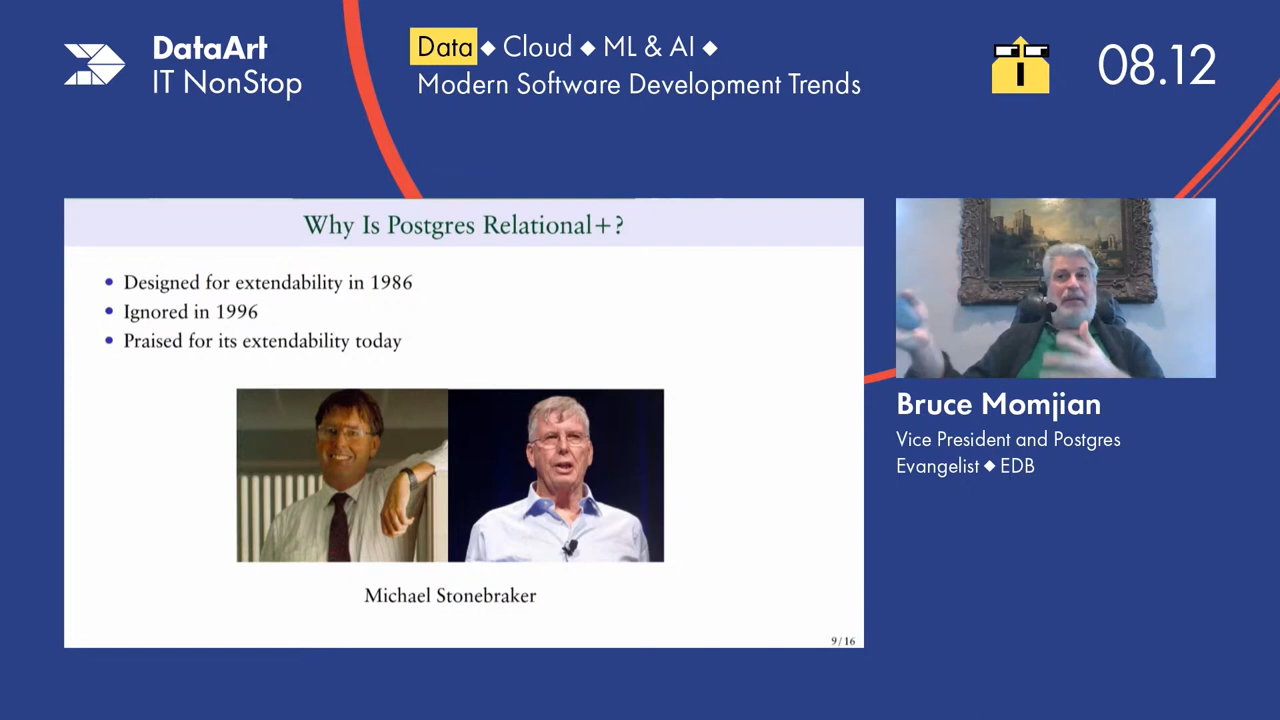 DataArt
IT NonStop
Data ◆ Cloud ◆ ML & AI ◆
Modern Software Development Trends
08.12
Why Is Postgres Relational+?
• Designed for extendability in 1986
• Ignored in 1996
• Praised for its extendability today
Michael Stonebraker
9/16
Bruce Momjian
Vice President and Postgres
Evangelist ◆ EDB